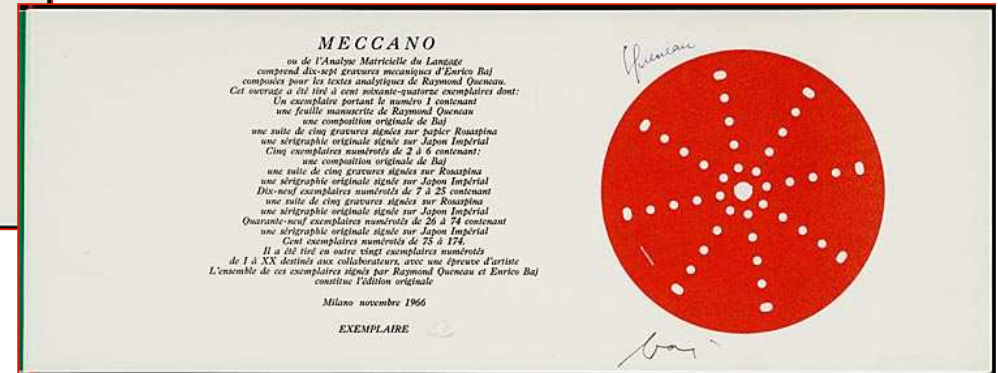 MECCANO
ou de l'Analyse Matricielle du Langage
comprend dix-sept gravures mecaniques d'Enrico Baj
composées pour les textes analytiques de Raymond Queneau.
Cet ouvrage a été tiré à cent soixante-quatorze exemplaires dont:
Un exemplaire portant le numéro 1 contenant
une feuille manuscrite de Raymond Queneau
une composition originale de Baj
une suite de cinq gravures signées sur papier Rosaspina
une sérigraphie originale signée sur Japon Impérial
Cinq exemplaires numérotés de 2 à 6 contenant:
une composition originale de Baj
une suite de cinq gravures signées sur Rosaspina
une sérigraphie originale signée sur Japon Impérial
Dix-neuf exemplaires numérotés de 7 à 25 contenant
une suite de cinq gravures signées sur Rosaspina
une sérigraphie originale signée sur Japon Impérial
Quarante-neuf exemplaires numérotés de 26 à 74 contenant
une sérigraphie originale signée sur Japon Impérial
Cent exemplaires numérotés de 75 à 174.
Il a été tiré en outre vingt exemplaires numérotés
de I à XX destinés aux collaborateurs, avec une épreuve d'artiste
L'ensemble de ces exemplaires signés par Raymond Queneau et Enrico Baj
constitue l'édition originale
Milano novembre 1966
EXEMPLAIRE
Queneau
baj